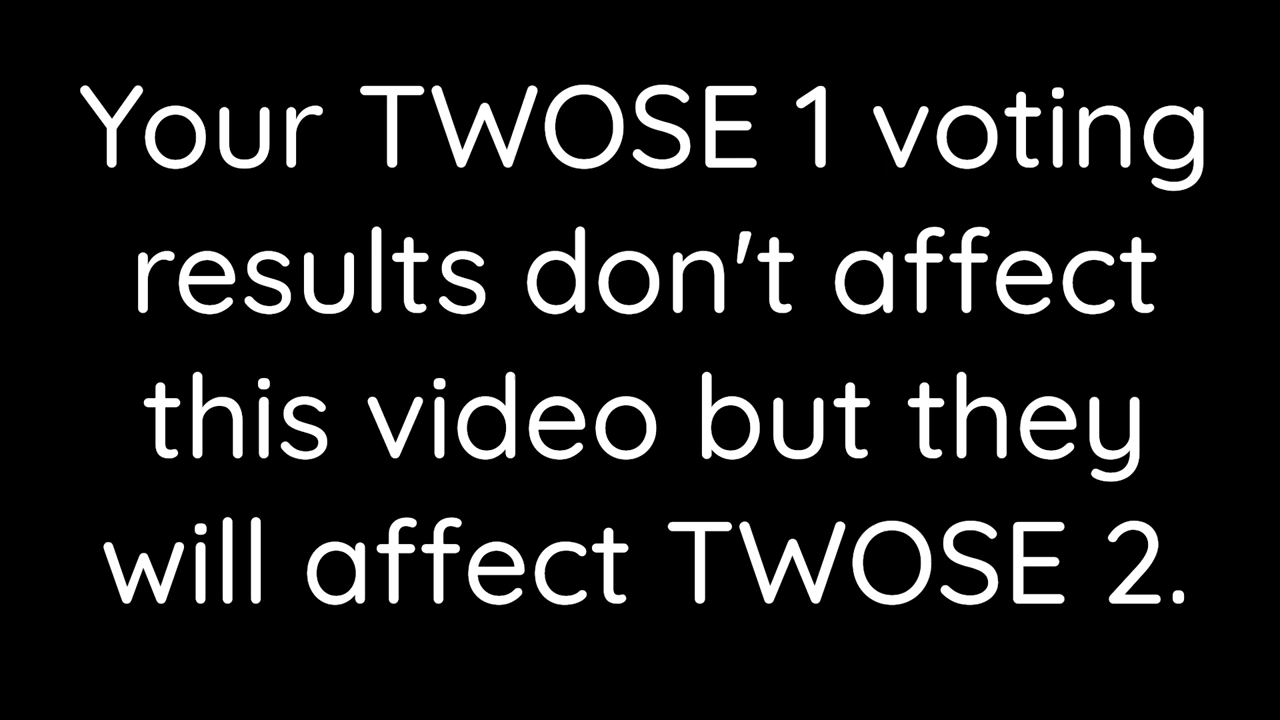 Your TWOSE 1 voting
results don't affect
this video but they
will affect TWOSE 2.